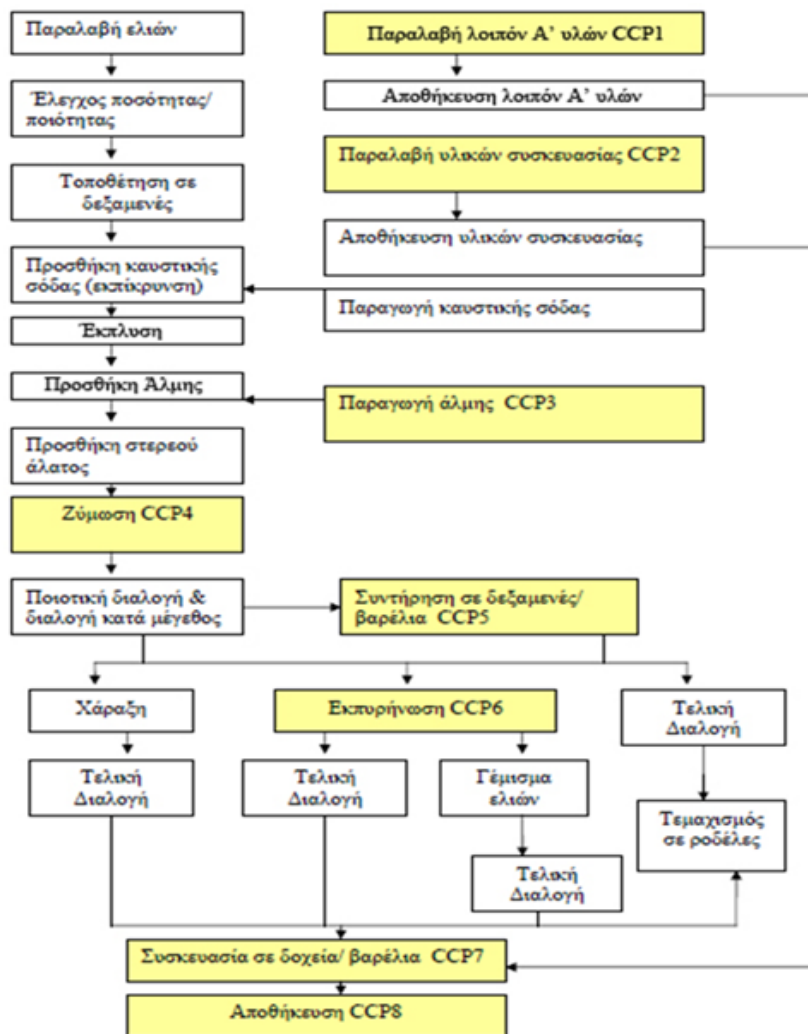 Παραλαβή ελιών
Παραλαβή λοιπόν Α' υλών CCP1
Έλεγχος ποσότητας/
ποιότητας
Αποθήκευση λοιπόν Α' υλών
Παραλαβή υλικών συσκευασίας CCP2
Τοποθέτηση σε
δεξαμενές
Αποθήκευση υλικών συσκευασίας
Προσθήκη καυστικής
σόδας (εκπίκρυνση)
Παραγωγή καυστικής σόδας
Έκπλυση
Προσθήκη Άλμης
Παραγωγή άλμης CCP3
Προσθήκη στερεού
άλατος
Ζύμωση CCP4
Ποιοτική διαλογή &
διαλογή κατά μέγεθος
Συντήρηση σε δεξαμενές/
βαρέλια CCP5
Χάραξη
Εκπυρήνωση CCP6
Τελική
Διαλογή
Τελική
Διαλογή
Τελική
Διαλογή
Γέμισμα
ελιών
Τεμαχισμός
σε ροδέλες
Τελική
Διαλογή
Συσκευασία σε δοχεία/ βαρέλια CCP7
Αποθήκευση CCP8